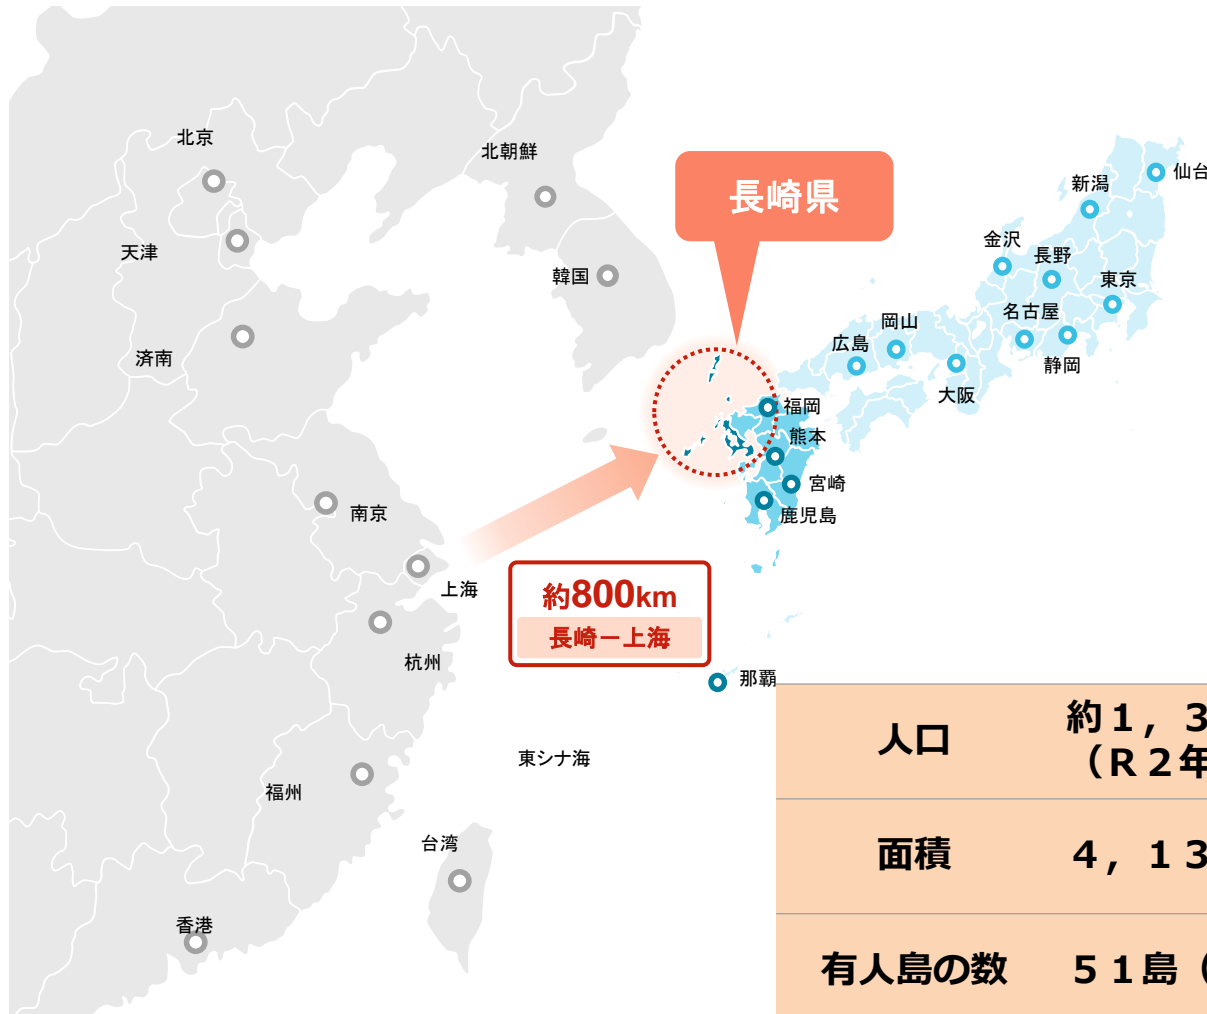 北京
北朝鮮
長崎県
仙台
新潟
金沢
長野
東京
天津
韓国
名古屋
岡山
広島
静岡
済南
大阪
福岡
熊本
宮崎
鹿児島
南京
上海
約800km
長崎ー上海
杭州
那覇
東シナ海
福州
台湾
香港
人口 約１，３
（Ｒ２年
面積 ４，１３
有人島の数 ５１島（